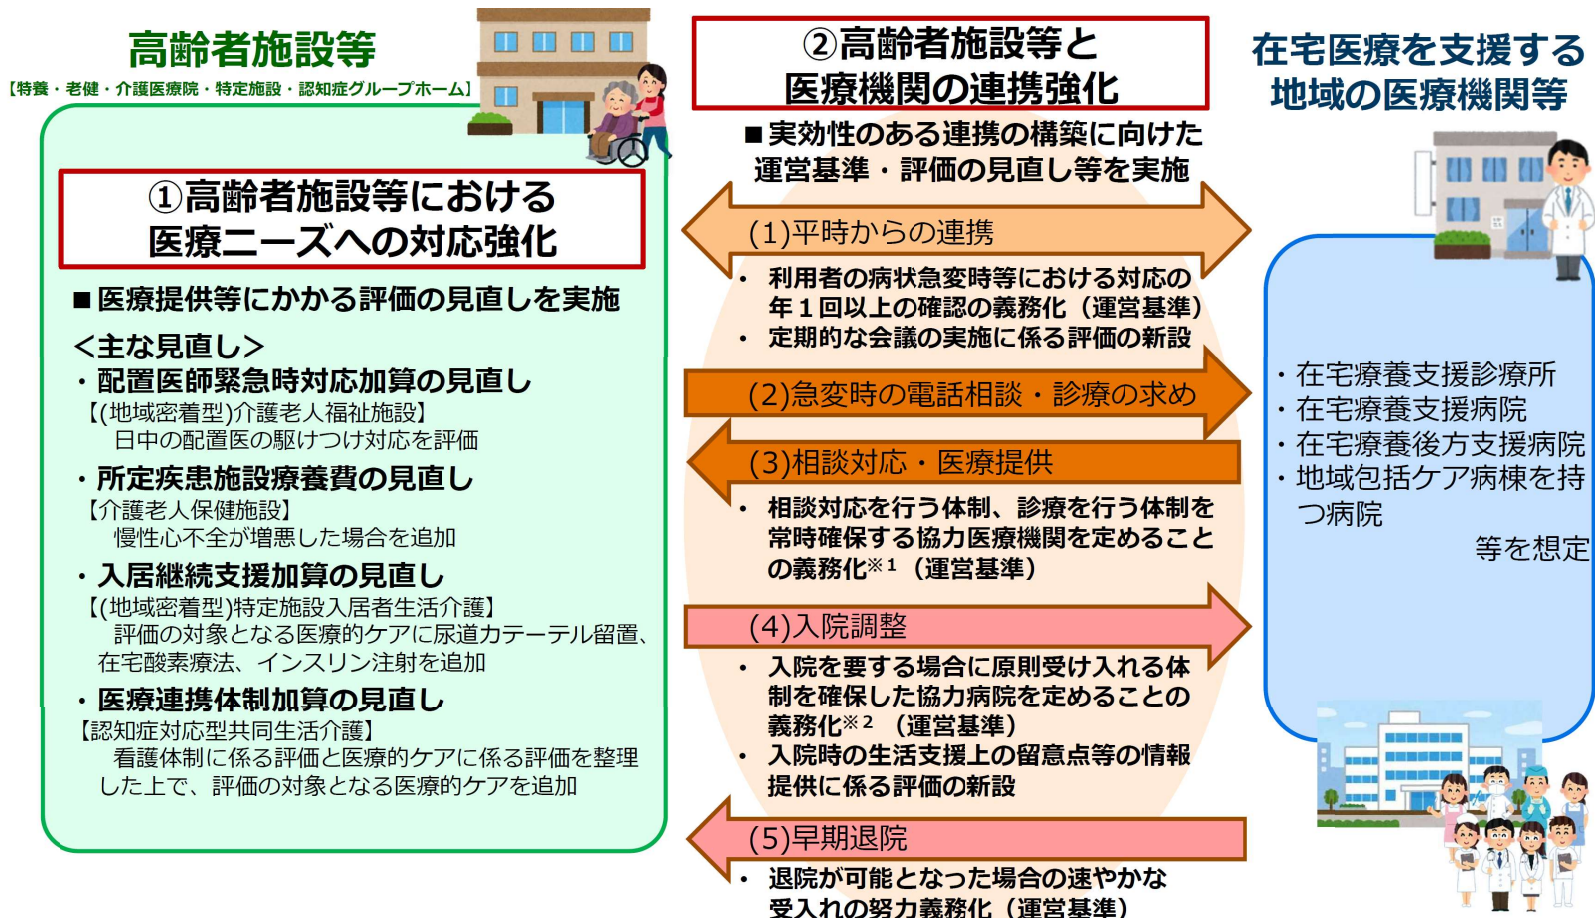 高齢者施設等
【特養・老健・介護医療院・特定施設・認知症グループホーム】
①高齢者施設等における
医療ニーズへの対応強化
■医療提供等にかかる評価の見直しを実施
＜主な見直し＞
・配置医師緊急時対応加算の見直し
【(地域密着型)介護老人福祉施設】
日中の配置医の駆けつけ対応を評価
・所定疾患施設療養費の見直し
【介護老人保健施設】
慢性心不全が増悪した場合を追加
・入居継続支援加算の見直し
【(地域密着型)特定施設入居者生活介護】
評価の対象となる医療的ケアに尿道カテーテル留置、
在宅酸素療法、インスリン注射を追加
・医療連携体制加算の見直し
【認知症対応型共同生活介護】
看護体制に係る評価と医療的ケアに係る評価を整理
した上で、評価の対象となる医療的ケアを追加
②高齢者施設等と
医療機関の連携強化
■実効性のある連携の構築に向けた
運営基準・評価の見直し等を実施
(1)平時からの連携
・ 利用者の病状急変時等における対応の
年１回以上の確認の義務化（運営基準）
・ 定期的な会議の実施に係る評価の新設
(2)急変時の電話相談・診療の求め
(3)相談対応・医療提供
・ 相談対応を行う体制、診療を行う体制を
常時確保する協力医療機関を定めること
の義務化※1（運営基準）
(4)入院調整
・ 入院を要する場合に原則受け入れる体
制を確保した協力病院を定めることの
義務化※2 （運営基準）
・ 入院時の生活支援上の留意点等の情報
提供に係る評価の新設
(5)早期退院
・ 退院が可能となった場合の速やかな
受入れの努力義務化（運営基準）
在宅医療を支援する
地域の医療機関等
・在宅療養支援診療所
・在宅療養支援病院
・在宅療養後方支援病院
・地域包括ケア病棟を持
つ病院
等を想定